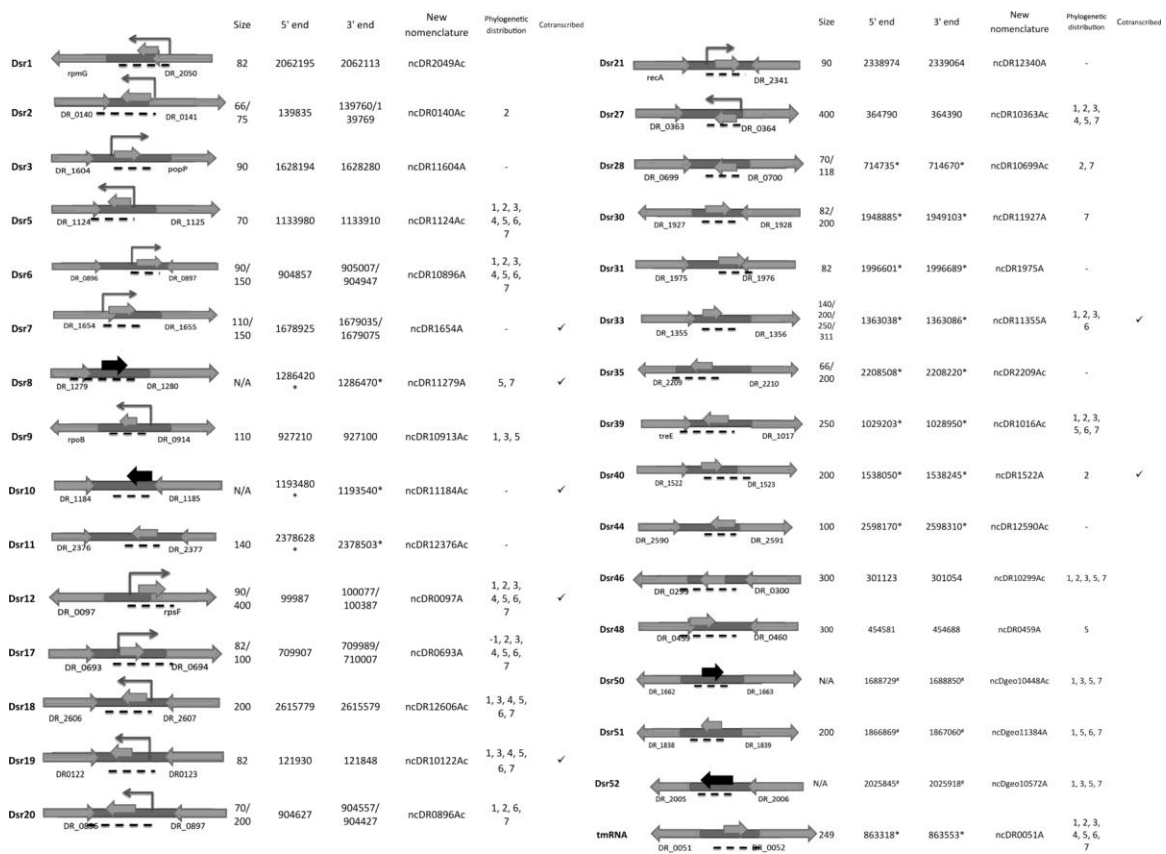 Size 5' end 3' end New nomenclature Phylogenetic distribution Cotranscribed
Dsr1 rpmG DR_2050 82 2062195 2062113 ncDR2049Ac
Dsr2 DR_0140 DR_0141 66/75 139835 139760/139769 ncDR0140Ac 2
Dsr3 DR_1604 popP 90 1628194 1628280 ncDR11604A -
Dsr5 DR_1124 DR_1125 70 1133980 1133910 ncDR1124Ac 1, 2, 3, 4, 5, 6, 7
Dsr6 DR_0896 DR_0897 90/150 904857 905007/904947 ncDR10896A 1, 2, 3, 4, 5, 6, 7
Dsr7 DR_1654 DR_1655 110/150 1678925 1679035/1679075 ncDR1654A - ✓
Dsr8 DR_1279 DR_1280 N/A 1286420* 1286470* ncDR11279A 5, 7 ✓
Dsr9 rpoB DR_0914 110 927210 927100 ncDR10913Ac 1, 3, 5
Dsr10 DR_1184 DR_1185 N/A 1193480* 1193540* ncDR11184Ac - ✓
Dsr11 DR_2376 DR_2377 140 2378628* 2378503* ncDR12376Ac -
Dsr12 DR_0097 rpsF 90/400 99987 100077/100387 ncDR0097A 1, 2, 3, 4, 5, 6, 7 ✓
Dsr17 DR_0693 DR_0694 82/100 709907 709989/710007 ncDR0693A -1, 2, 3, 4, 5, 6, 7
Dsr18 DR_2606 DR_2607 200 2615779 2615579 ncDR12606Ac 1, 3, 4, 5, 6, 7
Dsr19 DR0122 DR0123 82 121930 121848 ncDR10122Ac 1, 3, 4, 5, 6, 7 ✓
Dsr20 DR_0896 DR_0897 70/200 904627 904557/904427 ncDR0896Ac 1, 2, 6, 7
Size 5' end 3' end New nomenclature Phylogenetic distribution Cotranscribed
Dsr21 recA DR_2341 90 2338974 2339064 ncDR12340A -
Dsr27 DR_0363 DR_0364 400 364790 364390 ncDR10363Ac 1, 2, 3, 4, 5, 7
Dsr28 DR_0699 DR_0700 70/118 714735* 714670* ncDR10699Ac 2, 7
Dsr30 DR_1927 DR_1928 82/200 1948885* 1949103* ncDR11927A 7
Dsr31 DR_1975 DR_1976 82 1996601* 1996689* ncDR1975A -
Dsr33 DR_1355 DR_1356 140/200/250/311 1363038* 1363086* ncDR11355A 1, 2, 3, 6 ✓
Dsr35 DR_2209 DR_2210 66/200 2208508* 2208220* ncDR2209Ac -
Dsr39 treE DR_1017 250 1029203* 1028950* ncDR1016Ac 1, 2, 3, 5, 6, 7
Dsr40 DR_1522 DR_1523 200 1538050* 1538245* ncDR1522A 2 ✓
Dsr44 DR_2590 DR_2591 100 2598170* 2598310* ncDR12590Ac -
Dsr46 DR_0299 DR_0300 300 301123 301054 ncDR10299Ac 1, 2, 3, 5, 7
Dsr48 DR_0459 DR_0460 300 454581 454688 ncDR0459A 5
Dsr50 DR_1662 DR_1663 N/A 1688729# 1688850# ncDgeo10448Ac 1, 3, 5, 7
Dsr51 DR_1838 DR_1839 200 1866869# 1867060# ncDgeo11384A 1, 5, 6, 7
Dsr52 DR_2005 DR_2006 N/A 2025845# 2025918# ncDgeo10572A 1, 3, 5, 7
tmRNA DR_0051 DR_0052 249 863318* 863553* ncDR0051A 1, 2, 3, 4, 5, 6, 7